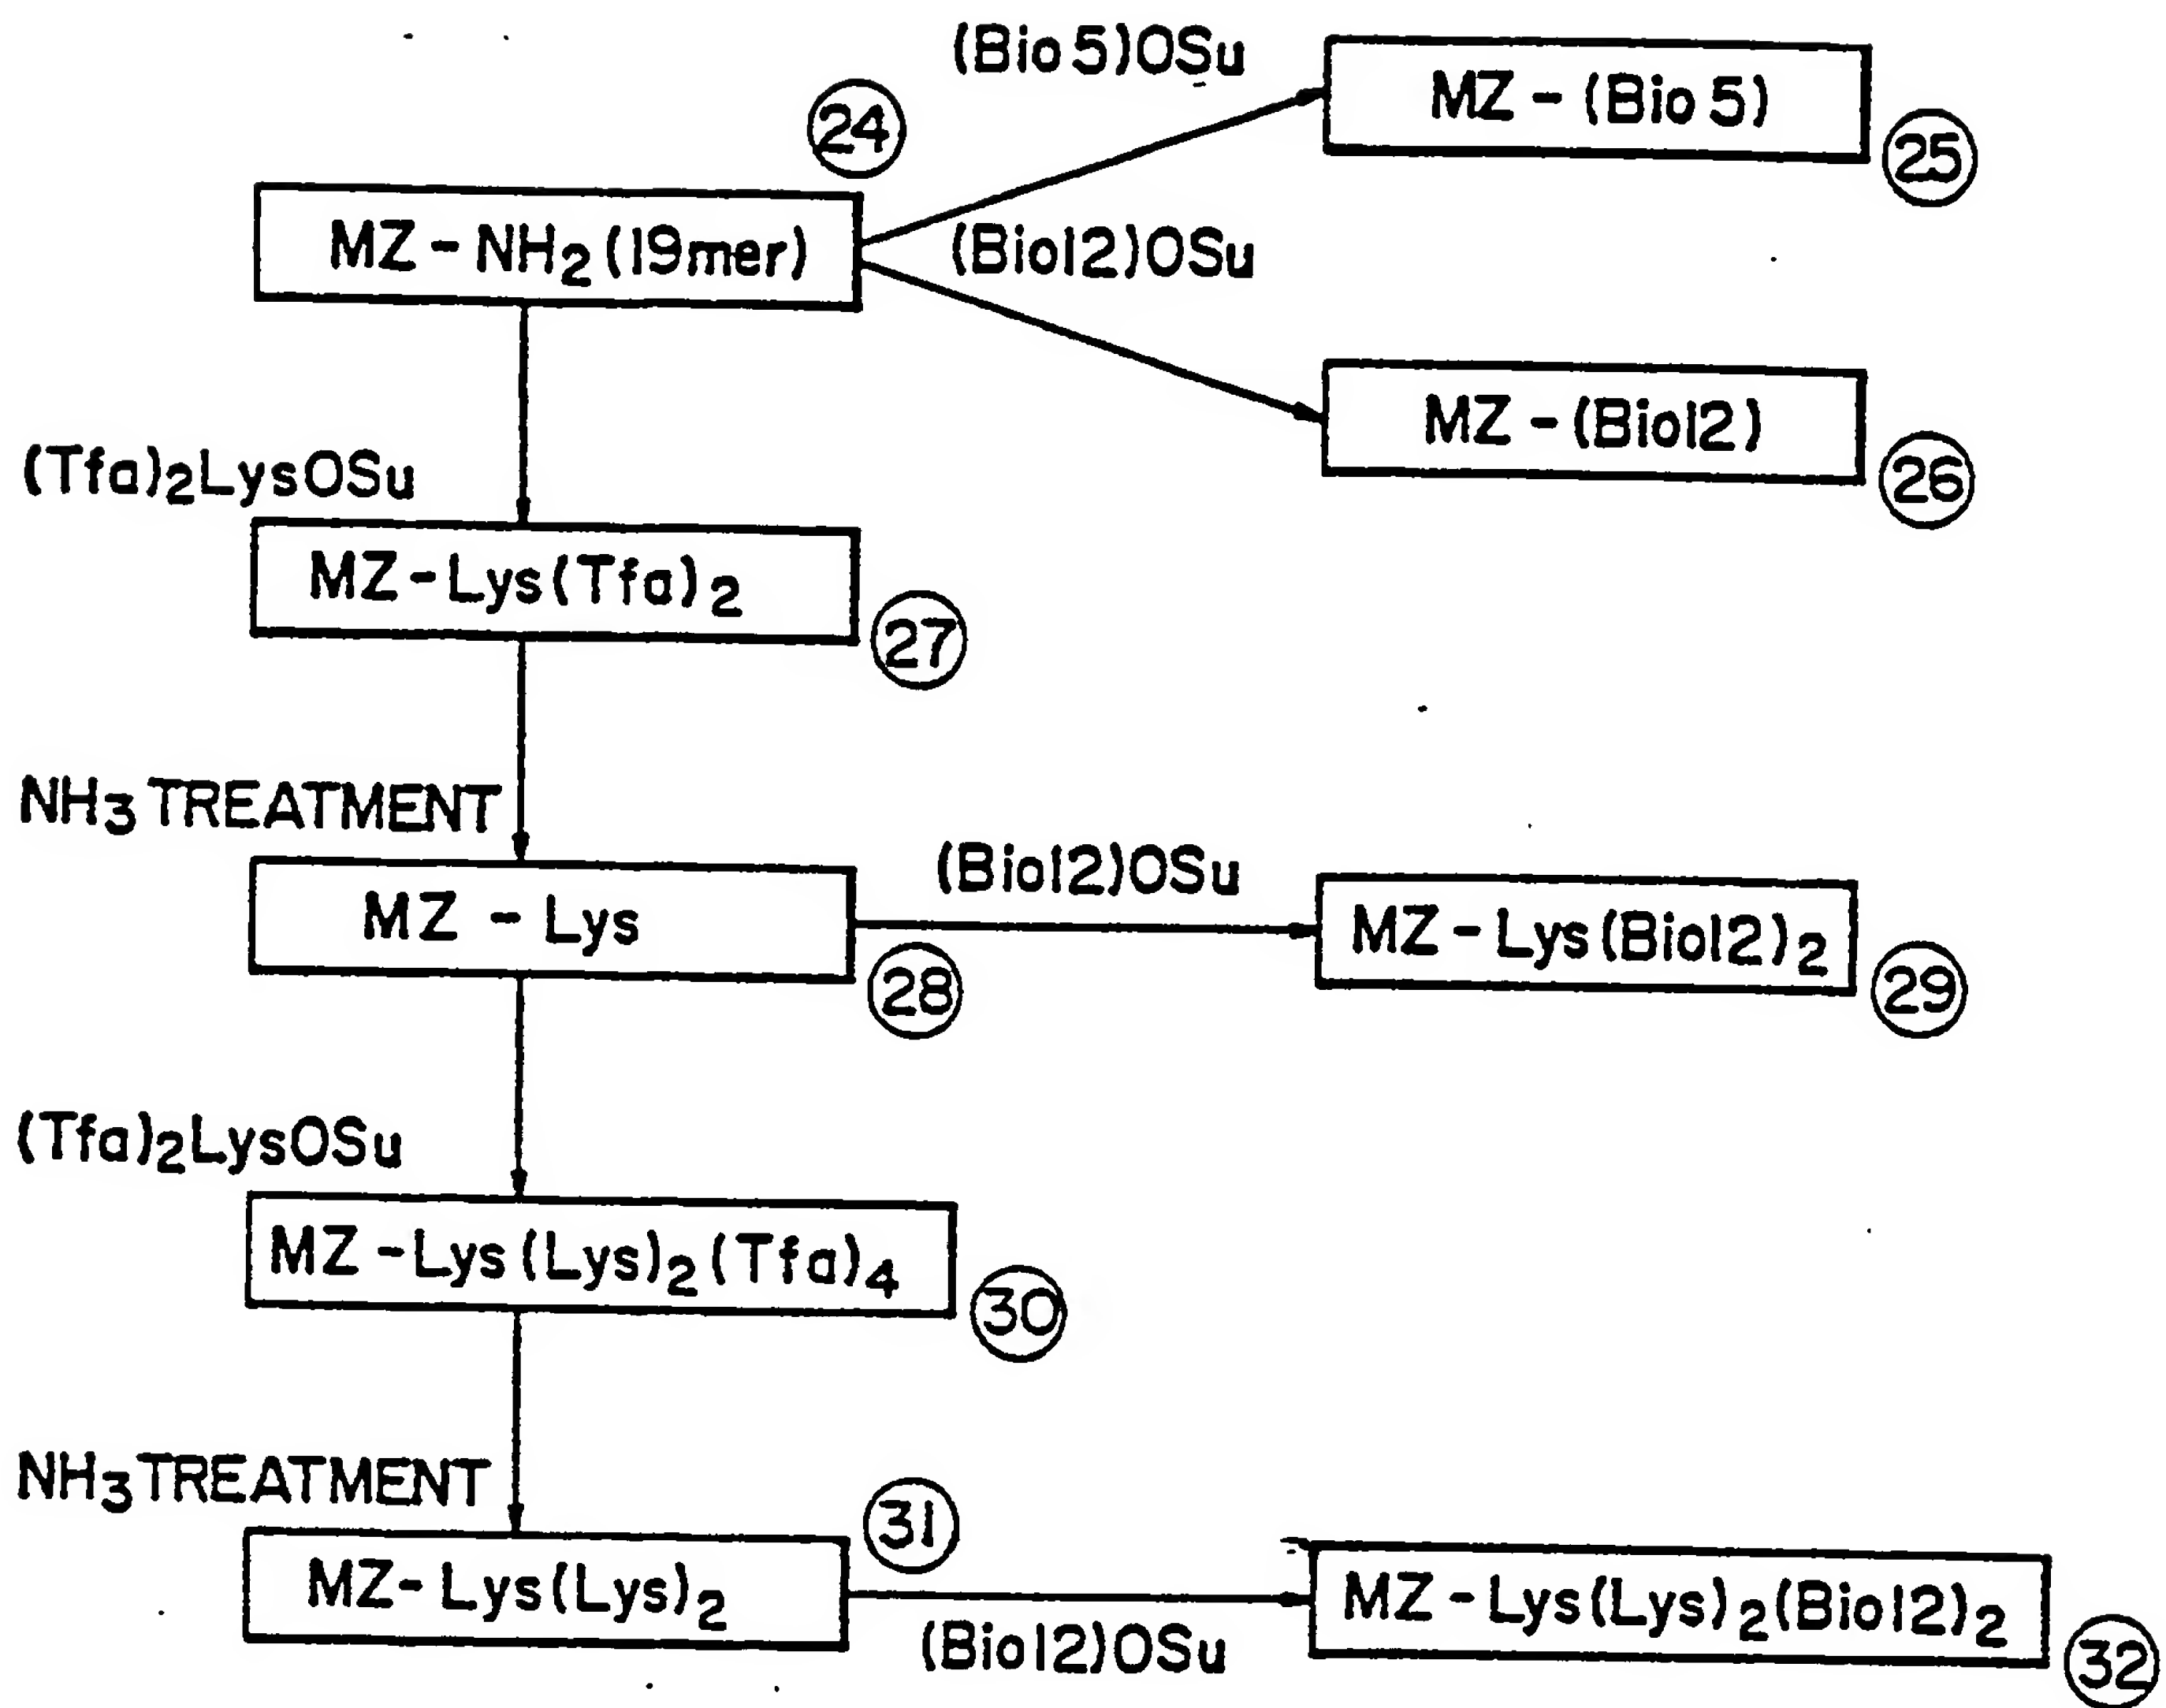 (Bio5)OSu
MZ-(Bio5)
24
25
MZ-NH2(19mer)
(Bio12)OSu
MZ-(Bio12)
26
(Tfa)2LysOSu
MZ-Lys(Tfa)2
27
NH3 TREATMENT
(Bio12)OSu
MZ-Lys
MZ-Lys(Bio12)2
28
29
(Tfa)2LysOSu
MZ-Lys(Lys)2(Tfa)4
30
NH3 TREATMENT
31
MZ-Lys(Lys)2
MZ-Lys(Lys)2(Bio12)2
(Bio12)OSu
32